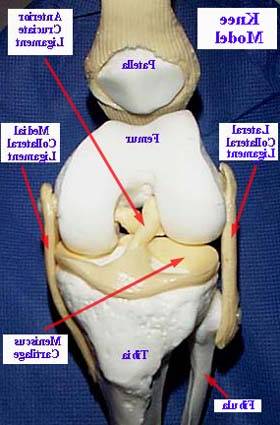 Knee
Model
Anterior
Cruciate
Ligament
Patella
Femur
Medial
Collateral
Ligament
Lateral
Collateral
Ligament
Meniscus
Cartilage
Tibia
Fibula